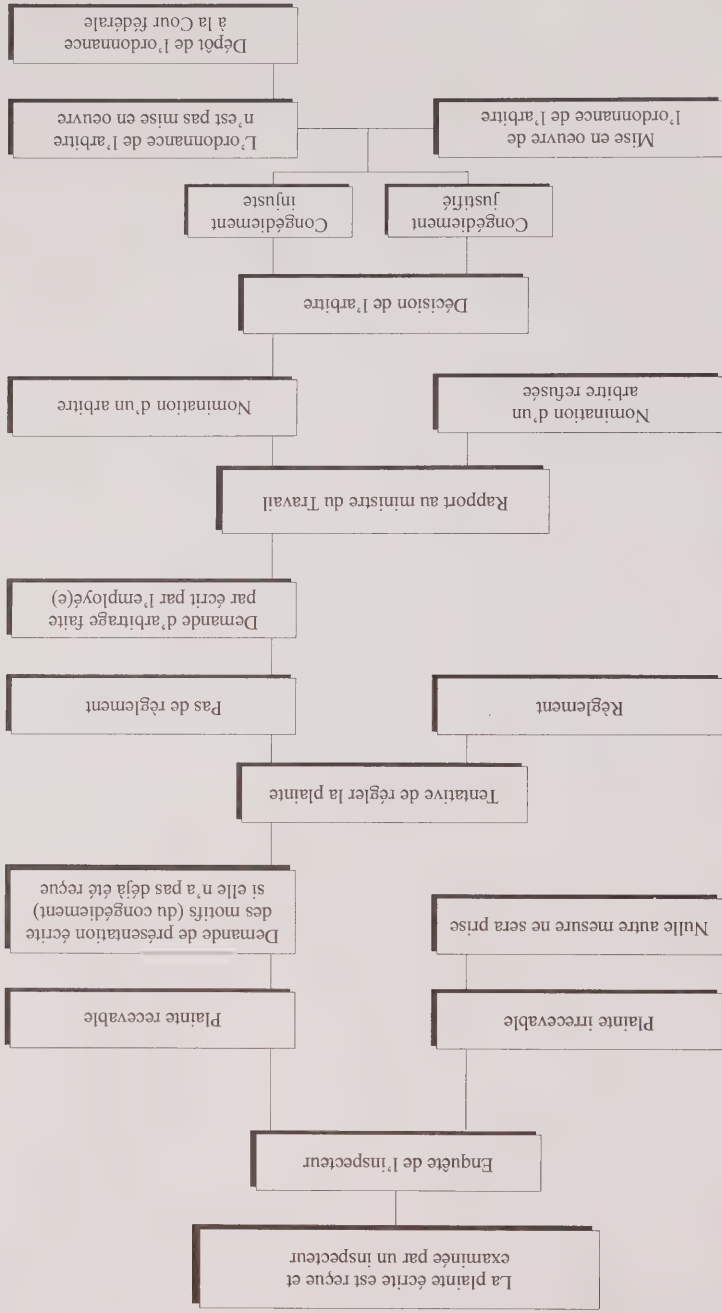 La plainte écrite est reçue et
examinée par un inspecteur
Enquête de l'inspecteur
Plainte irrecevable
Plainte recevable
Nulle autre mesure ne sera prise
Demande de présentation écrite
des motifs (du congédiement)
si elle n'a pas déjà été reçue
Tentative de régler la plainte
Règlement
Pas de règlement
Demande d'arbitrage faite
par écrit par l'employé(e)
Rapport au ministre du Travail
Nomination d'un
arbitre refusée
Nomination d'un arbitre
Décision de l'arbitre
Congédiement
justifié
Congédiement
injuste
Mise en oeuvre de
l'ordonnance de l'arbitre
L'ordonnance de l'arbitre
n'est pas mise en oeuvre
Dépôt de l'ordonnance
à la Cour fédérale